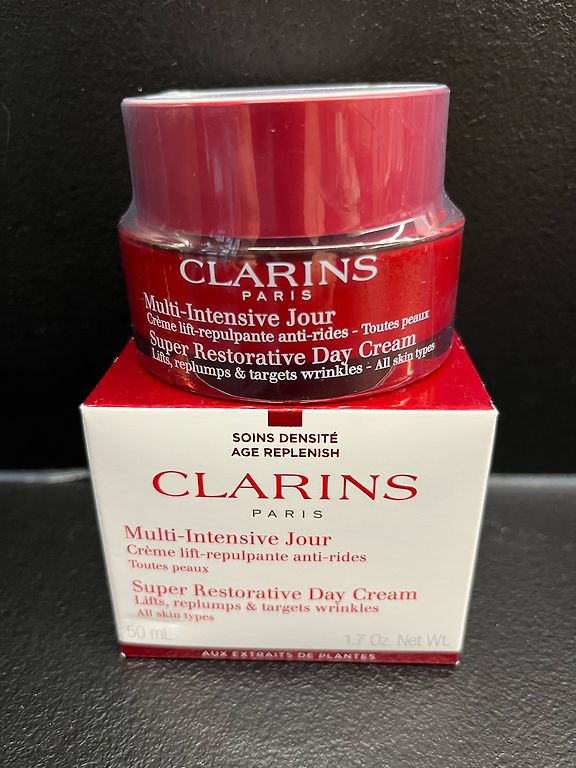 CLARINS
PARIS
Multi-Intensive Jour
Crème lift-repulpante anti-rides - Toutes peaux
Super Restorative Day Cream
Lifts, replumps & targets wrinkles - All skin types
SOINS DENSITÉ
AGE REPLENISH
CLARINS
PARIS
Multi-Intensive Jour
Crème lift-repulpante anti-rides
Toutes peaux
Super Restorative Day Cream
Lifts, replumps & targets wrinkles
All skin types
50 mL 1.7 Oz. Net Wt.
AUX EXTRAITS DE PLANTES